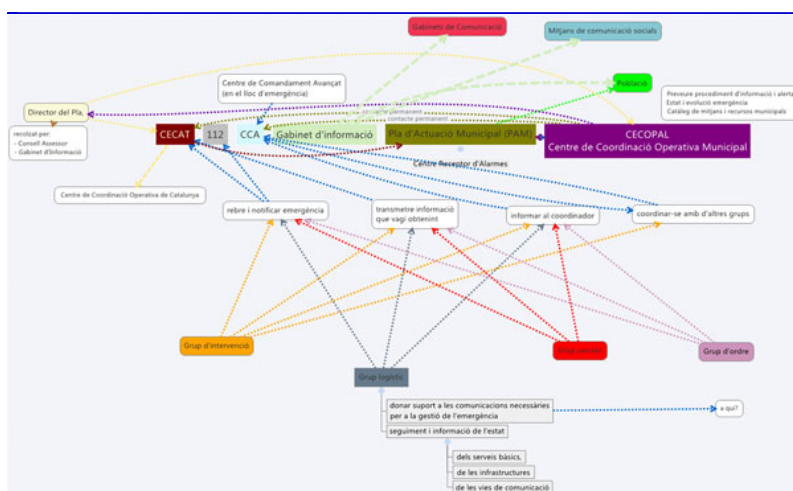 Gabinets de Comunicació
Mitjans de comunicació socials
Centre de Comandament Avançat
(en el lloc d'emergència)
Població
Preveure procediment d'informació i alerta
Estat i evolució emergència
Catàleg de mitjans i recursos municipals
Director del Pla,
recolzat per:
- Consell Assessor
- Gabinet d'Informació
contacte permanent
CECAT
112
CCA
Gabinet d'informació
Pla d'Actuació Municipal (PAM)
CECOPAL
Centre de Coordinació Operativa Municipal
Centre Receptor d'Alarmes
Centre de Coordinació Operativa de Catalunya
rebre i notificar emergència
transmetre informació
que vagi obtenint
informar al coordinador
coordinar-se amb d'altres grups
Grup d'intervenció
Grup d'ordre
Grup logístic
donar suport a les comunicacions necessàries
per a la gestió de l'emergència
a qui?
seguiment i informació de l'estat
dels serveis bàsics,
de les infrastructures
de les vies de comunicació